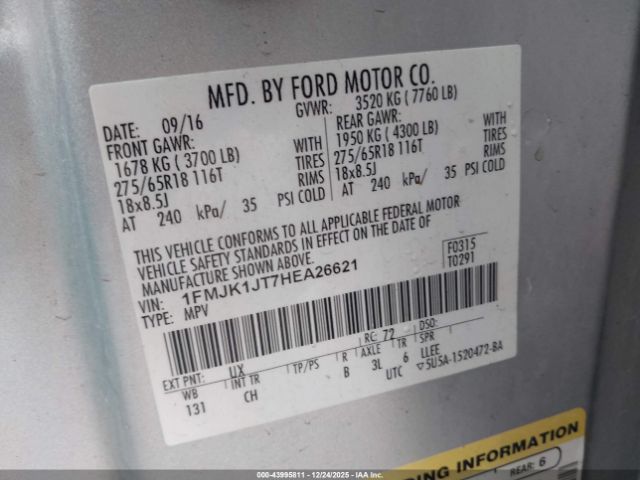 MFD. BY FORD MOTOR CO.
DATE: 09/16 GVWR: 3520 KG ( 7760 LB)
FRONT GAWR: REAR GAWR:
1678 KG ( 3700 LB) WITH 1950 KG ( 4300 LB) WITH
275/65R18 116T TIRES 275/65R18 116T TIRES
18x8.5J RIMS 18x8.5J RIMS
AT 240 kPa/ 35 PSI COLD AT 240 kPa/ 35 PSI COLD
THIS VEHICLE CONFORMS TO ALL APPLICABLE FEDERAL MOTOR
VEHICLE SAFETY STANDARDS IN EFFECT ON THE DATE OF
MANUFACTURE SHOWN ABOVE.
VIN: 1FMJK1JT7HEA26621 F0315
TYPE: MPV T0291
EXT PNT: UX RC: 72 DSO:
WB INT TR TP/PS R AXLE TR SPR
131 CH B 3L 6 LLEE
UTC ▽5U5A-1520472-BA
DING INFORMATION
REAR: 6
000-43995811 - 12/24/2025 - IAAI.COM